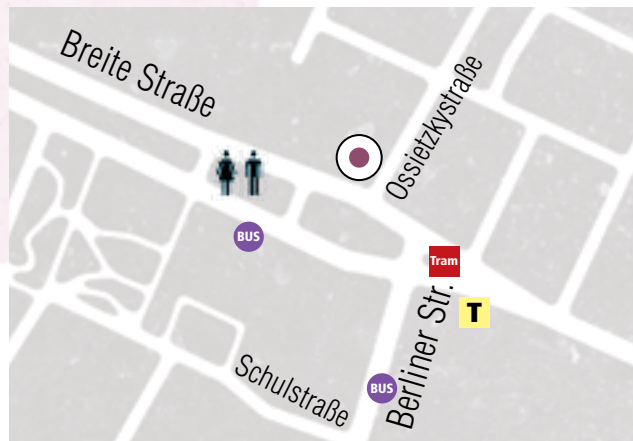 Breite Straße
Ossietzkystraße
BUS
Tram
T
Berliner Str.
Schulstraße
BUS